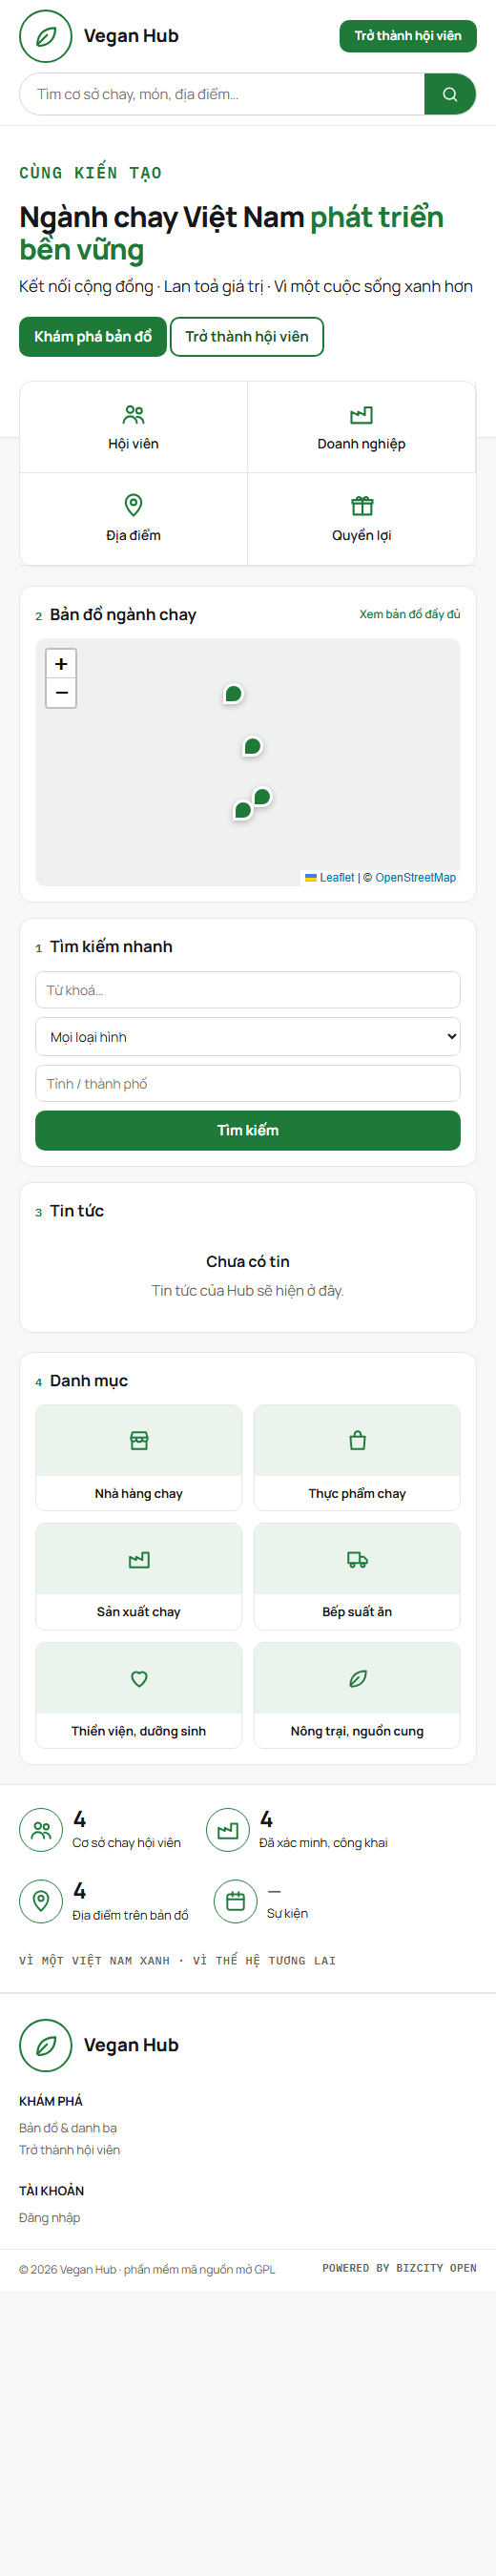 Vegan Hub
Trở thành hội viên
Tìm cơ sở chay, món, địa điểm...
CÙNG KIẾN TẠO
Ngành chay Việt Nam phát triển
bền vững
Kết nối cộng đồng · Lan toả giá trị · Vì một cuộc sống xanh hơn
Khám phá bản đồ
Trở thành hội viên
Hội viên
Doanh nghiệp
Địa điểm
Quyền lợi
2 Bản đồ ngành chay
Xem bản đồ đầy đủ
+
−
Leaflet | © OpenStreetMap
1 Tìm kiếm nhanh
Từ khoá...
Mọi loại hình
Tỉnh / thành phố
Tìm kiếm
3 Tin tức
Chưa có tin
Tin tức của Hub sẽ hiện ở đây.
4 Danh mục
Nhà hàng chay
Thực phẩm chay
Sản xuất chay
Bếp suất ăn
Thiền viện, dưỡng sinh
Nông trại, nguồn cung
4
Cơ sở chay hội viên
4
Đã xác minh, công khai
4
Địa điểm trên bản đồ
—
Sự kiện
VÌ MỘT VIỆT NAM XANH · VÌ THẾ HỆ TƯƠNG LAI
Vegan Hub
KHÁM PHÁ
Bản đồ & danh bạ
Trở thành hội viên
TÀI KHOẢN
Đăng nhập
© 2026 Vegan Hub · phần mềm mã nguồn mở GPL
POWERED BY BIZCITY OPEN